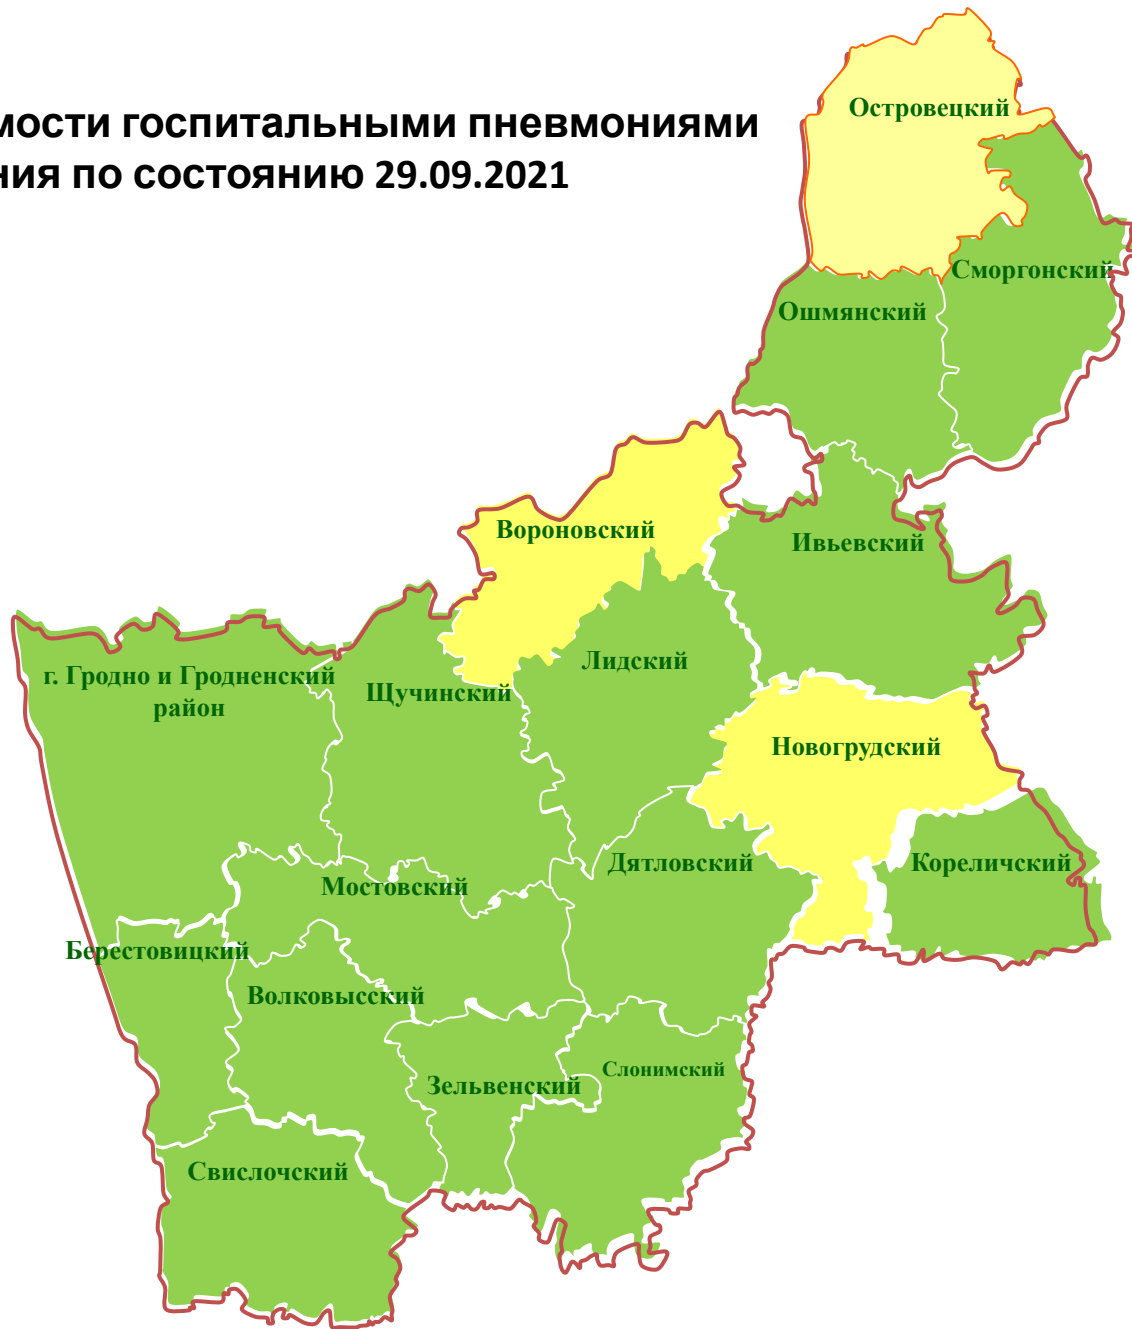 мости госпитальными пневмониями
ния по состоянию 29.09.2021
Островецкий
Сморгонский
Ошмянский
Вороновский
Ивьевский
Лидский
г. Гродно и Гродненский
район
Щучинский
Новогрудский
Дятловский
Кореличский
Мостовский
Берестовицкий
Волковысский
Слонимский
Зельвенский
Свислочский